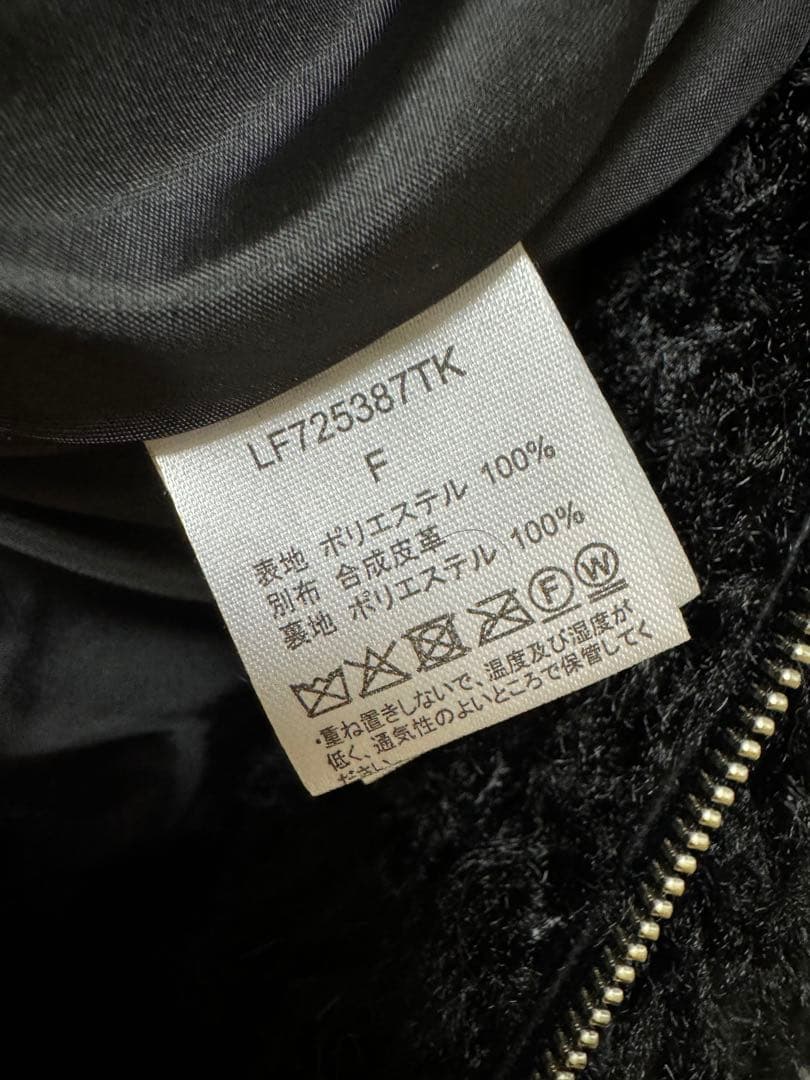 LF725387TK
F
表地 ポリエステル 100%
別布 合成皮革
裏地 ポリエステル 100%
F W
・重ね置きしないで、温度及び湿度が
低く、通気性のよいところで保管してく
ださい。